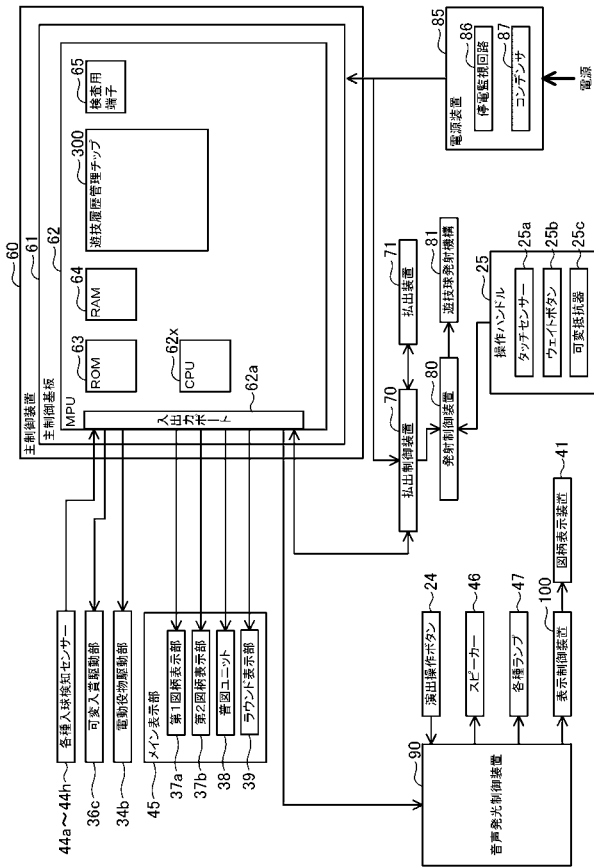 44a〜44h
各種入球検知センサー
36c
可変入賞駆動部
34b
電動役物駆動部
45
メイン表示部
37a
第1図柄表示部
37b
第2図柄表示部
38
普図ユニット
39
ラウンド表示部
60
主制御装置
61
主制御基板
62
MPU
63
ROM
64
RAM
300
遊技履歴管理チップ
65
検査用
端子
62x
CPU
62a
入出力ポート
85
電源装置
86
停電監視回路
87
コンデンサ
電源
70
払出制御装置
71
払出装置
80
発射制御装置
81
遊技球発射機構
25
操作ハンドル
25a
タッチセンサー
25b
ウェイトボタン
25c
可変抵抗器
90
音声発光制御装置
24
演出操作ボタン
46
スピーカー
47
各種ランプ
100
表示制御装置
41
図柄表示装置